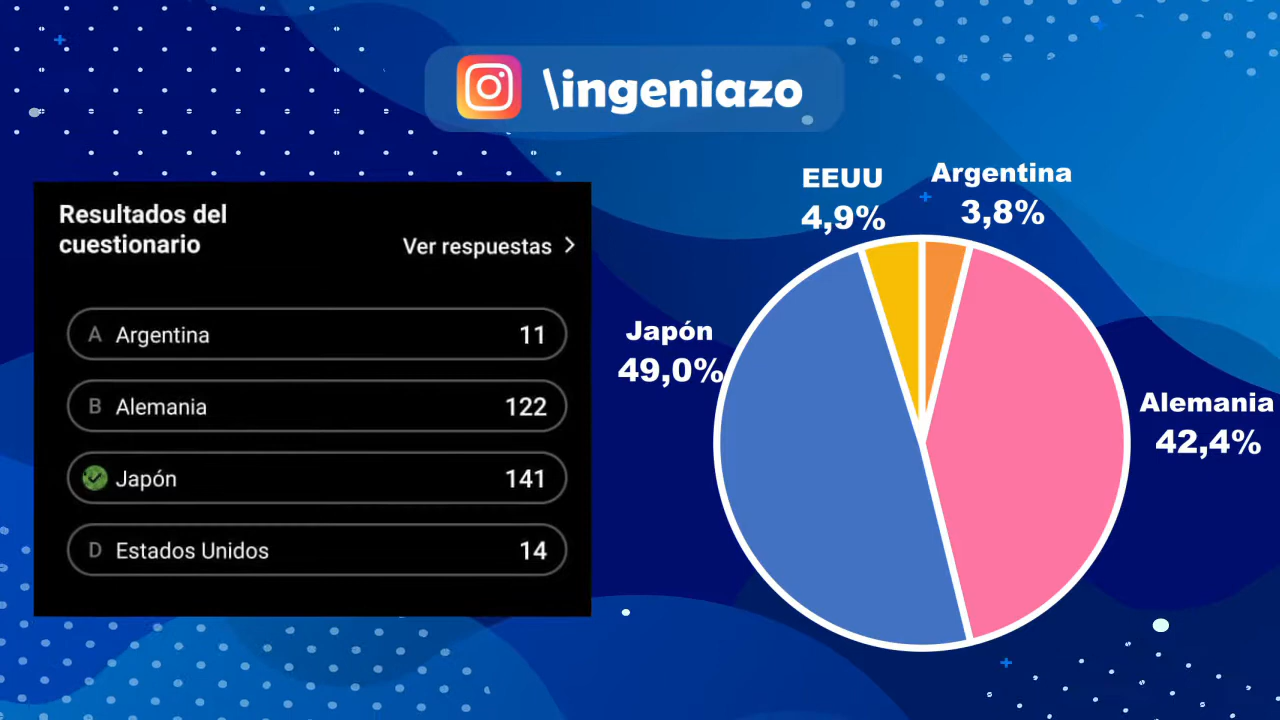 \ingeniazo
Resultados del
cuestionario
Ver respuestas
A Argentina 11
B Alemania 122
Japón 141
D Estados Unidos 14
EEUU
4,9%
Argentina
3,8%
Japón
49,0%
Alemania
42,4%